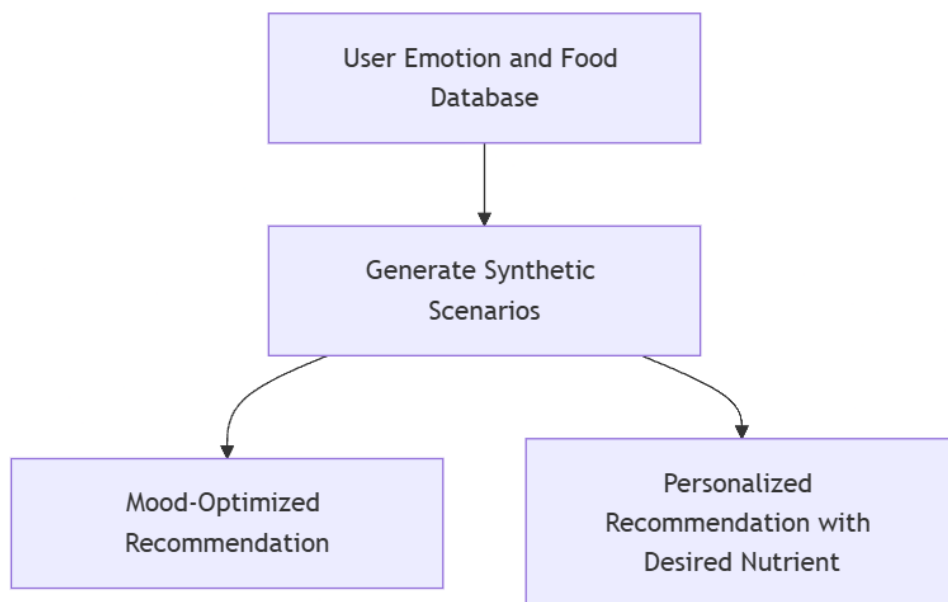 User Emotion and Food
Database
Generate Synthetic
Scenarios
Mood-Optimized
Recommendation
Personalized
Recommendation with
Desired Nutrient